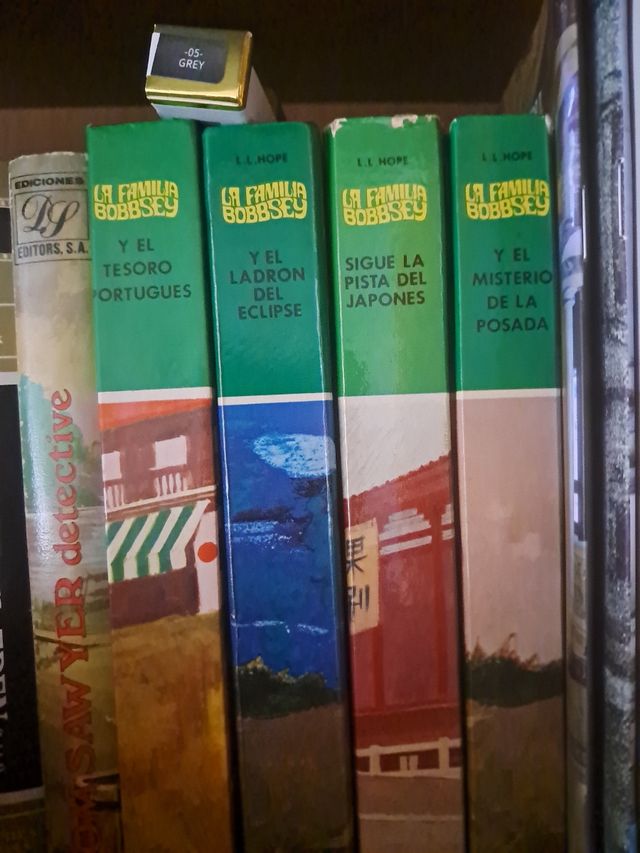 -05-
GREY
EDICIONES
DS
EDITORS, S.A.
TOM SAWYER detective
LA FAMILIA
BOBBSEY
Y EL
TESORO
PORTUGUES
L. L. HOPE
LA FAMILIA
BOBBSEY
Y EL
LADRON
DEL
ECLIPSE
L. L. HOPE
LA FAMILIA
BOBBSEY
SIGUE LA
PISTA DEL
JAPONES
L. L. HOPE
LA FAMILIA
BOBBSEY
Y EL
MISTERIO
DE LA
POSADA